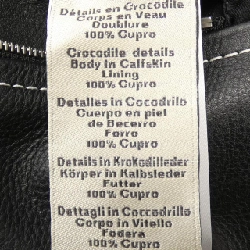 Détails en Crocodile
Corps en Veau
Doublure
100% Cupro
Crocodile details
Body in Calfskin
Lining
100% Cupro
Detalles in Cocodrilo
Cuerpo en piel
de Becerro
Forro
100% Cupro
Details in Krokodilleder
Körper in Kalbsleder
Futter
100% Cupro
Dettagli in Coccodrillo
Corpo in Vitello
Fodera
100% Cupro